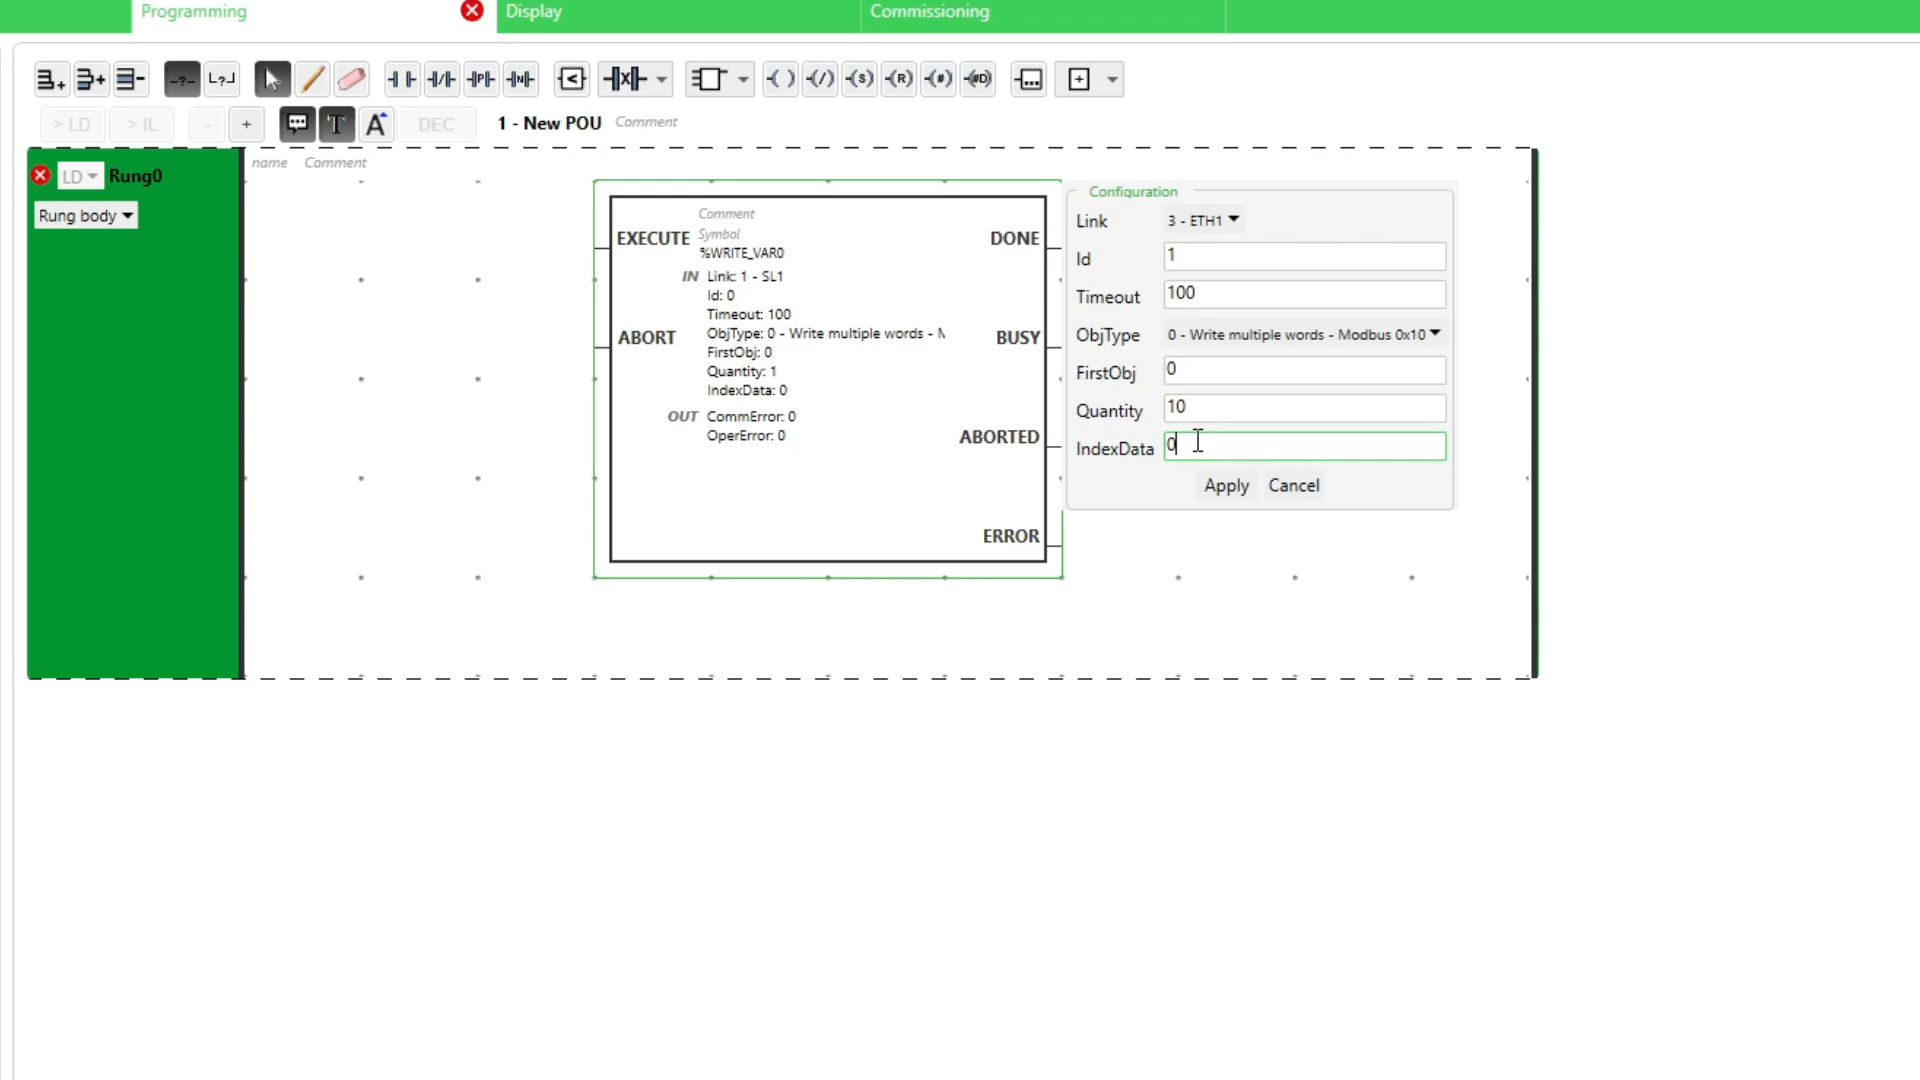 Programming
Display
Commissioning
> LD
> IL
-
+
T
A
DEC
1 - New POU
Comment
LD
Rung0
name
Comment
Rung body
Comment
Symbol
%WRITE_VAR0
EXECUTE
DONE
IN
Link: 1 - SL1
Id: 0
Timeout: 100
ABORT
ObjType: 0 - Write multiple words - M
BUSY
FirstObj: 0
Quantity: 1
IndexData: 0
OUT
CommError: 0
OperError: 0
ABORTED
ERROR
Configuration
Link
3 - ETH1
Id
1
Timeout
100
ObjType
0 - Write multiple words - Modbus 0x10
FirstObj
0
Quantity
10
IndexData
0
Apply
Cancel